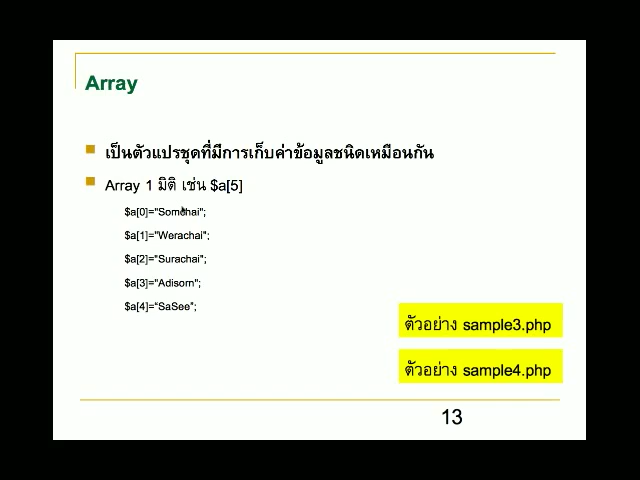 Array
เป็นตัวแปรชุดที่มีการเก็บค่าข้อมูลชนิดเหมือนกัน
Array 1 มิติ เช่น $a[5]
$a[0]="Somchai";
$a[1]="Werachai";
$a[2]="Surachai";
$a[3]="Adisorn";
$a[4]="SaSee";
ตัวอย่าง sample3.php
ตัวอย่าง sample4.php
13